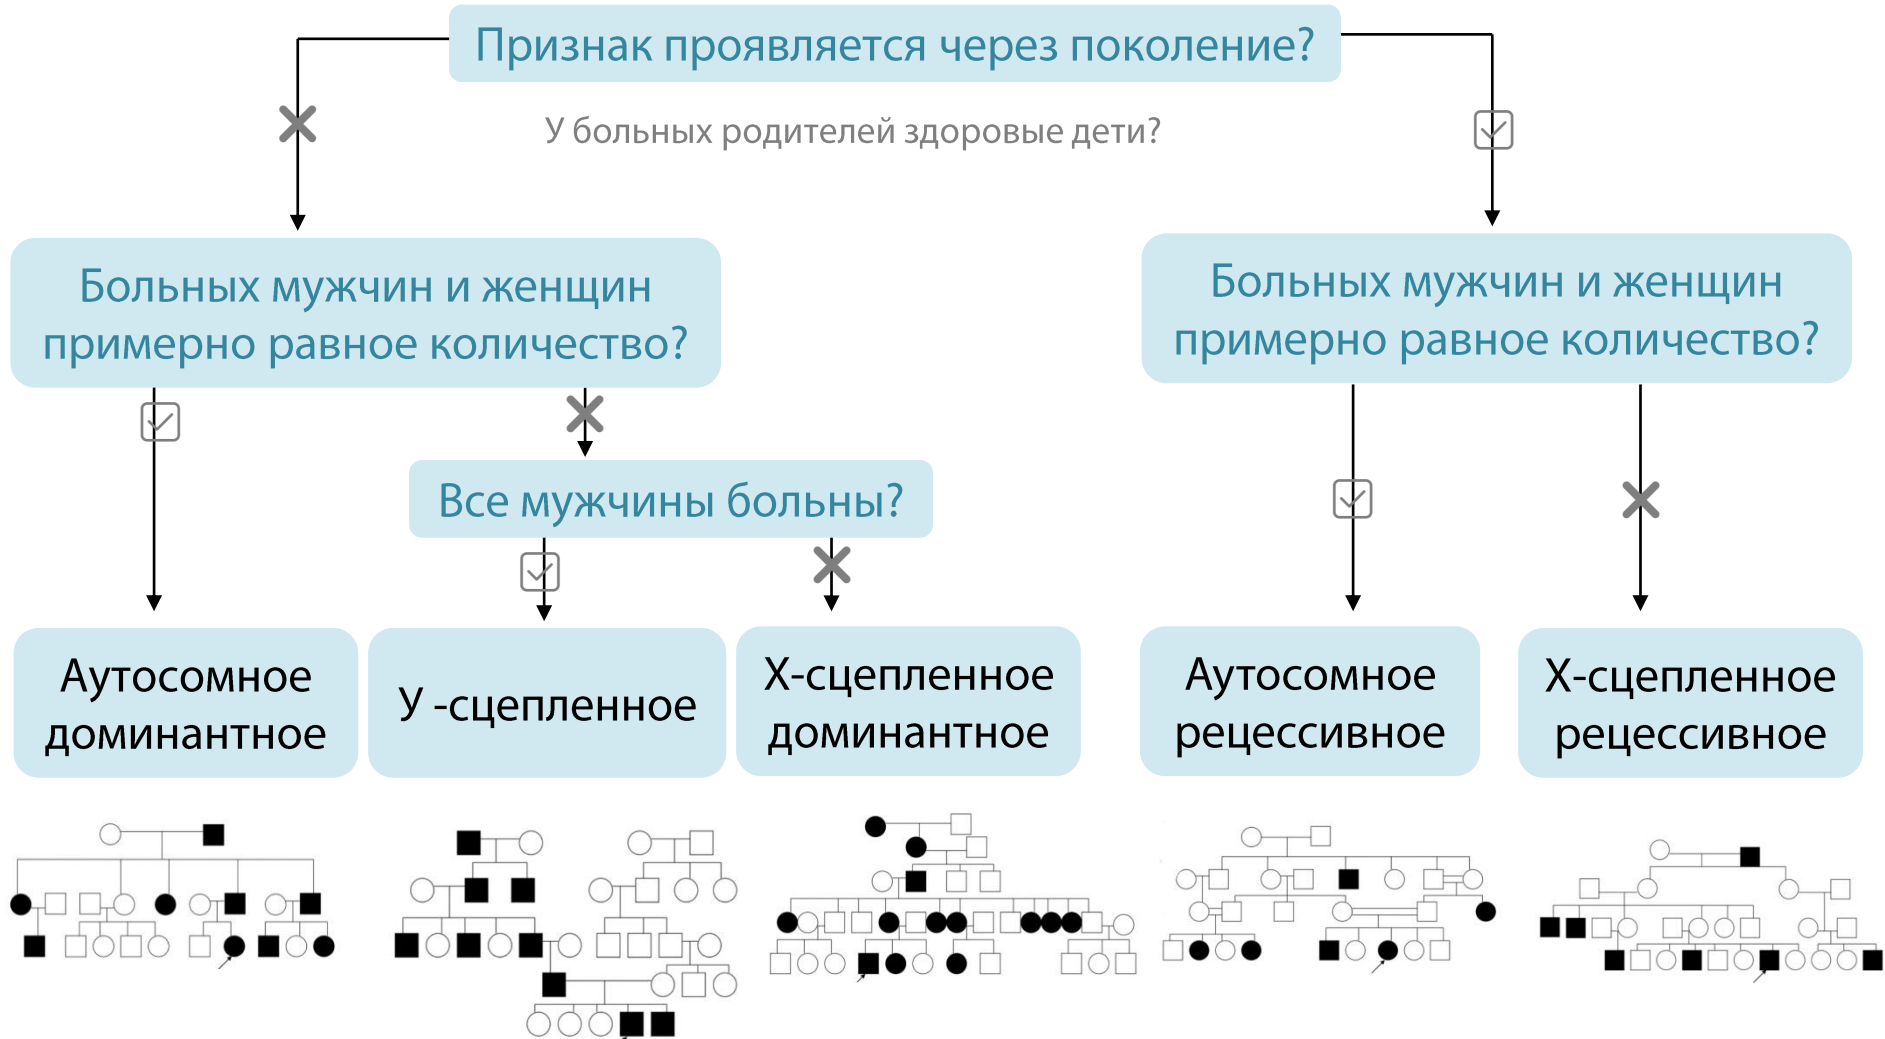 Признак проявляется через поколение?
У больных родителей здоровые дети?
Больных мужчин и женщин
примерно равное количество?
Больных мужчин и женщин
примерно равное количество?
Все мужчины больны?
Аутосомное
доминантное
У -сцепленное
Х-сцепленное
доминантное
Аутосомное
рецессивное
Х-сцепленное
рецессивное